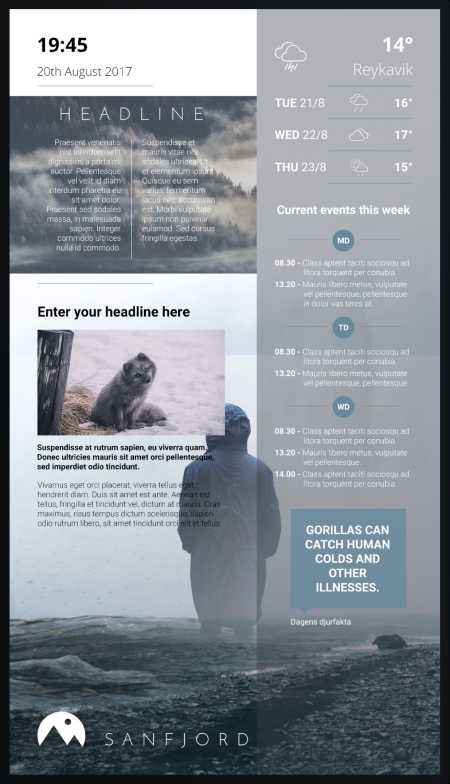 19:45
20th August 2017
14°
Reykavik
TUE 21/8 16°
WED 22/8 17°
THU 23/8 15°
HEADLINE
Praesent venenatis
nisl interdum velit
dignissim, a porta mi
auctor. Pellentesque
vel velit id diam
interdum pharetra eu
sit amet dolor.
Praesent sed sodales
massa, in malesuada
sapien. Integer
commodo ultrices
nulla id commodo.
Suspendisse et
mauris vitae nisi
sodales ultrices. Ut
et elementum ipsum.
Quisque eu sem
varius, fermentum
lacus nec, accumsan
est. Morbi vulputate
ipsum non vulputate
euismod. Sed cursus
fringilla egestas.
Enter your headline here
Suspendisse at rutrum sapien, eu viverra quam.
Donec ultricies mauris sit amet orci pellentesque,
sed imperdiet odio tincidunt.
Vivamus eget orci placerat, viverra tellus eget,
hendrerit diam. Duis sit amet est ante. Aenean est
tellus, fringilla et tincidunt vel, dictum at mauris. Cras
maximus, risus tempus dictum scelerisque, sapien
odio rutrum libero, sit amet tincidunt orci elit et tellus.
Current events this week
MD
08.30 - Class aptent taciti sociosqu ad
litora torquent per conubia.
13.20 - Mauris libero metus, vulputate
vel pellentesque, pellentesque
in dolor vas teres at.
TD
08.30 - Class aptent taciti sociosqu ad
litora torquent per conubia.
13.20 - Mauris libero metus, vulputate
vel pellentesque, pellentesque.
WD
08.30 - Class aptent taciti sociosqu ad
litora torquent per conubia.
13.20 - Mauris libero metus, vulputate
vel pellentesque.
14.00 - Class aptent taciti sociosqu ad
litora torquent per conubia.
GORILLAS CAN
CATCH HUMAN
COLDS AND
OTHER
ILLNESSES.
Dagens djurfakta
SANFJORD